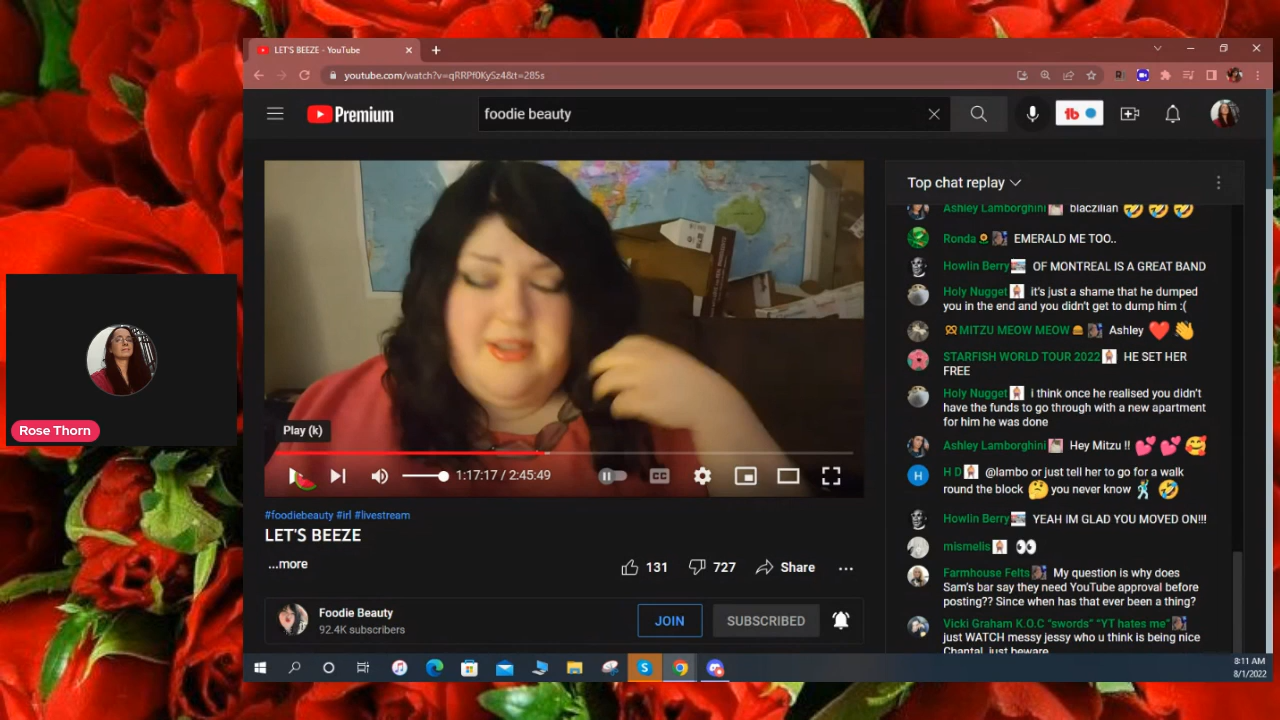 LET'S BEEZE - YouTube
youtube.com/watch?v=qRRPf0KySz4&t=285s
Premium
foodie beauty
Rose Thorn
Play (k)
1:17:17 / 2:45:49
CC
#foodiebeauty #irl #livestream
LET'S BEEZE
...more
131
727
Share
Foodie Beauty
92.4K subscribers
JOIN
SUBSCRIBED
Top chat replay
Ashley Lamborghini blaczilian 🤣 🤣 🤣
Ronda EMERALD ME TOO..
Howlin Berry OF MONTREAL IS A GREAT BAND
Holy Nugget it's just a shame that he dumped
you in the end and you didn't get to dump him :(
MITZU MEOW MEOW Ashley ❤️ 👋
STARFISH WORLD TOUR 2022 HE SET HER
FREE
Holy Nugget i think once he realised you didn't
have the funds to go through with a new apartment
for him he was done
Ashley Lamborghini Hey Mitzu !! 💕 💕 🥰
H D @lambo or just tell her to go for a walk
round the block 🤔 you never know 🕺 🤣
Howlin Berry YEAH IM GLAD YOU MOVED ON!!!
mismelis 👀
Farmhouse Felts My question is why does
Sam's bar say they need YouTube approval before
posting?? Since when has that ever been a thing?
Vicki Graham K.O.C “swords” “YT hates me”
just WATCH messy jessy who u think is being nice
Chantal, just beware
8:11 AM
8/1/2022